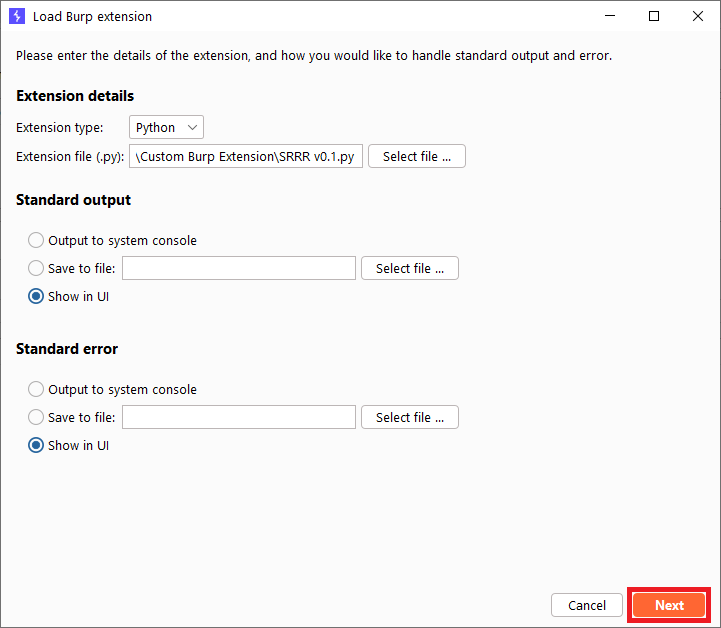 Load Burp extension
Please enter the details of the extension, and how you would like to handle standard output and error.
Extension details
Extension type: Python
Extension file (.py): \Custom Burp Extension\SRRR v0.1.py Select file ...
Standard output
Output to system console
Save to file: Select file ...
Show in UI
Standard error
Output to system console
Save to file: Select file ...
Show in UI
Cancel Next